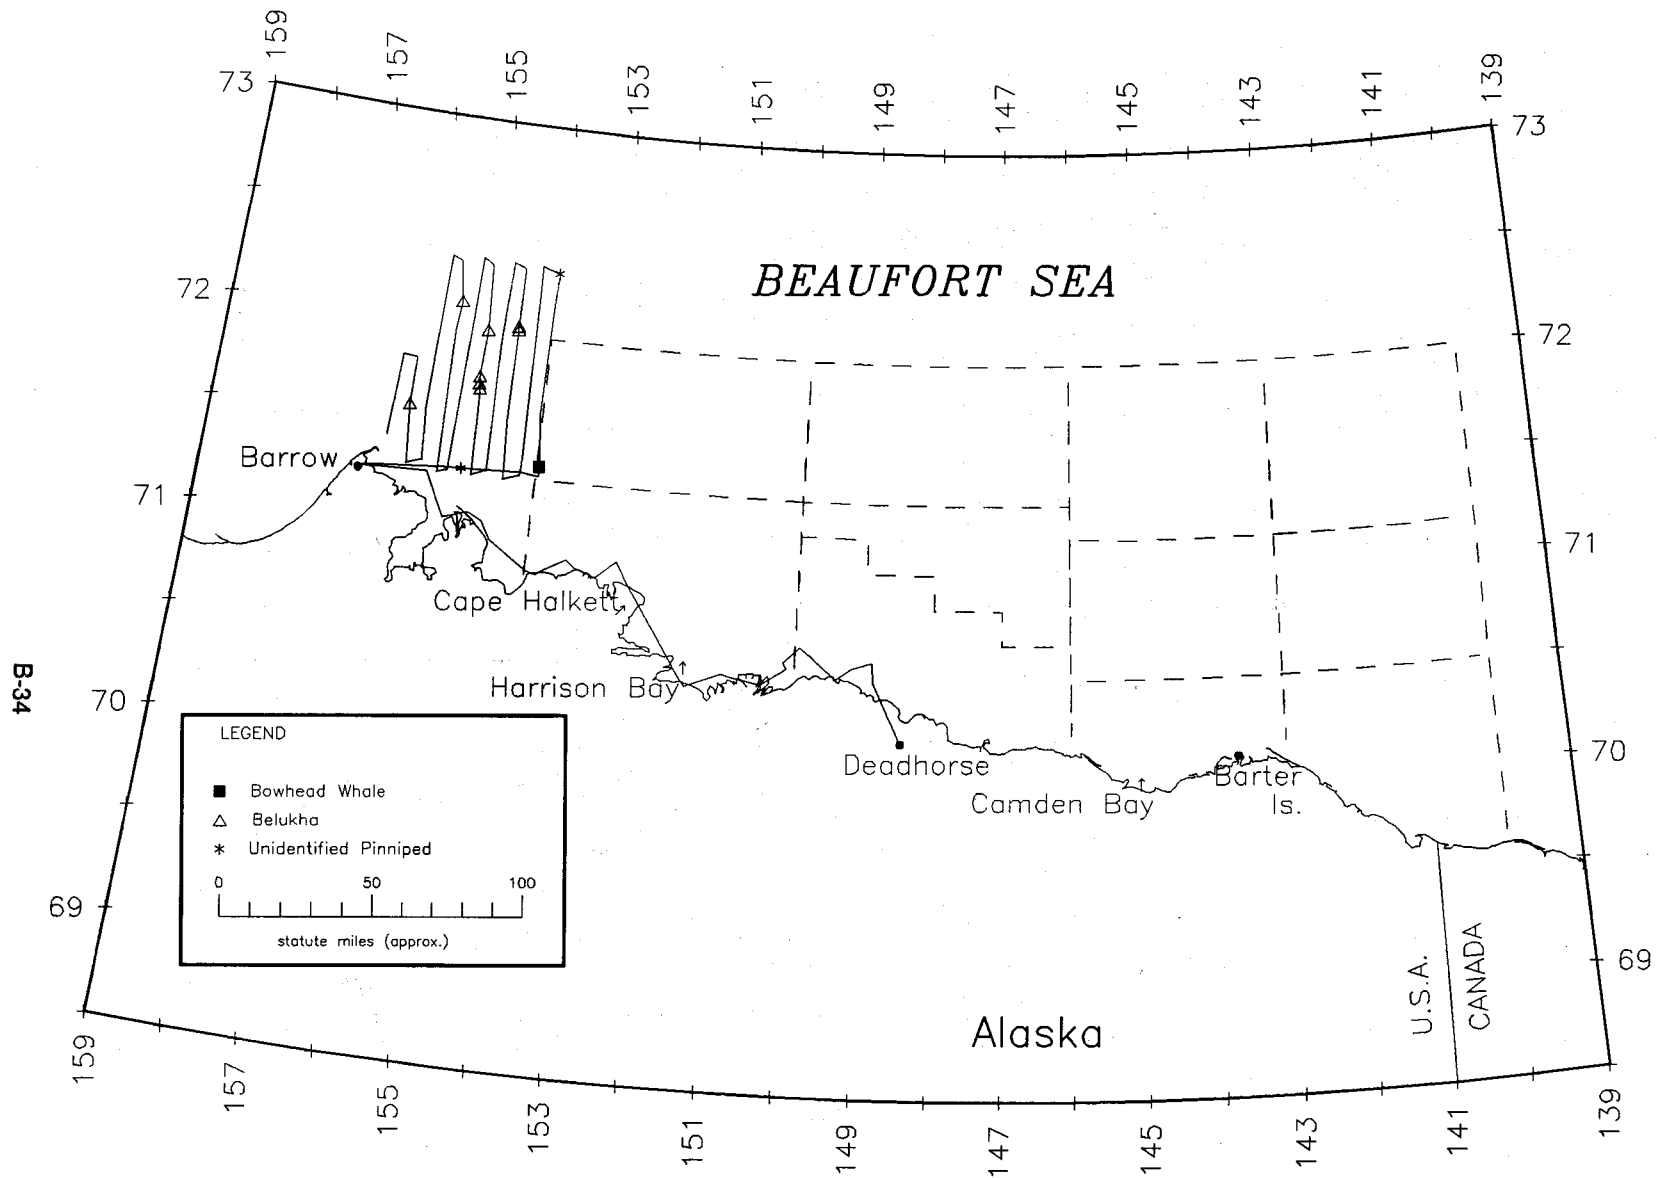 159
157
155
153
151
149
147
145
143
141
139
73
73
BEAUFORT SEA
72
72
Barrow
71
71
Cape Halkett
Harrison Bay
70
70
Deadhorse
Camden Bay
Barter
Is.
B-34
LEGEND
Bowhead Whale
Belukha
Unidentified Pinniped
0 50 100
statute miles (approx.)
69
69
U.S.A.
CANADA
Alaska
159
157
155
153
151
149
147
145
143
141
139